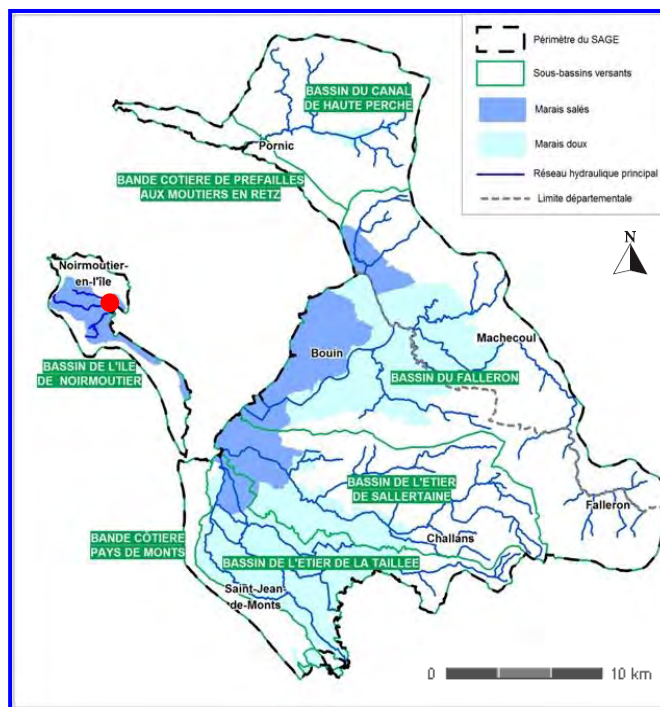 Périmètre du SAGE
Sous-bassins versants
Marais salés
Marais doux
Réseau hydraulique principal
Limite départementale
N
BASSIN DU CANAL
DE HAUTE PERCHE
Pornic
BANDE COTIERE DE PREFAILLES
AUX MOUTIERS EN RETZ
Noirmoutier-
en-l'île
BASSIN DE L'ILE
DE NOIRMOUTIER
Bouin
Machecoul
BASSIN DU FALLERON
BASSIN DE L'ETIER
DE SALLERTAINE
Falleron
Challans
BANDE CÔTIERE
PAYS DE MONTS
BASSIN DE L'ETIER DE LA TAILLEE
Saint-Jean-
de-Monts
0 10 km